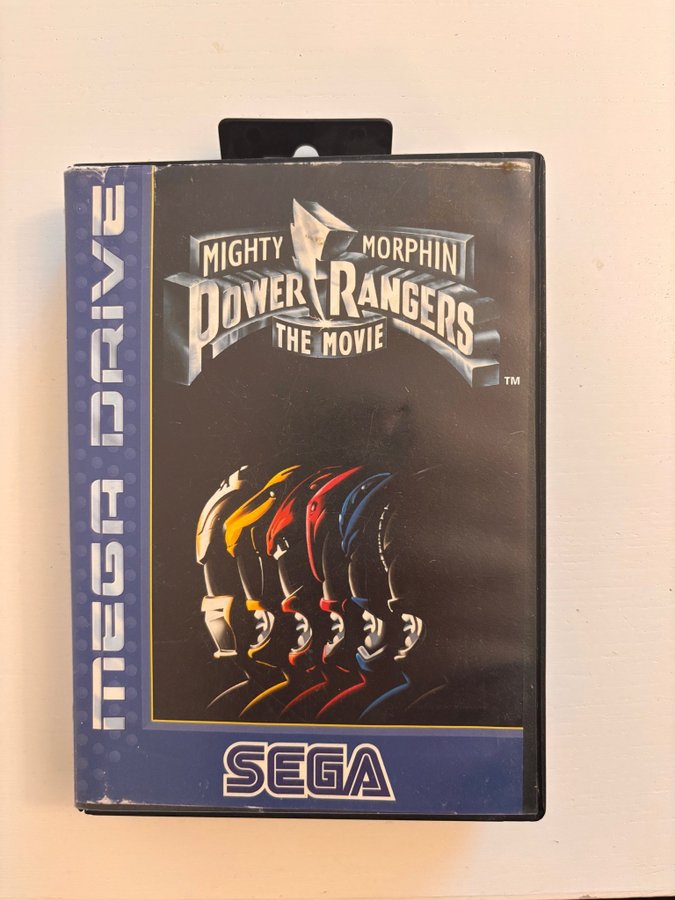 MEGA DRIVE
MIGHTY MORPHIN
POWER RANGERS
THE MOVIE
TM
SEGA